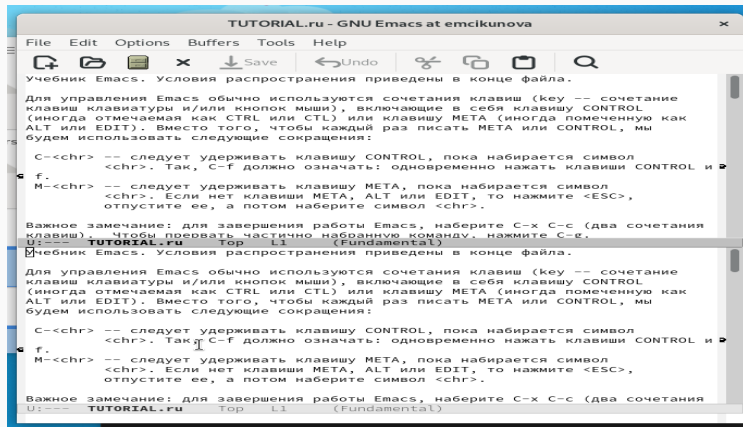 TUTORIAL.ru - GNU Emacs at emcikunova
File Edit Options Buffers Tools Help
Save Undo
Учебник Emacs. Условия распространения приведены в конце файла.
Для управления Emacs обычно используются сочетания клавиш (key -- сочетание
клавиш клавиатуры и/или кнопок мыши), включающие в себя клавишу CONTROL
(иногда отмечаемая как CTRL или CTL) или клавишу META (иногда помеченную как
ALT или EDIT). Вместо того, чтобы каждый раз писать META или CONTROL, мы
будем использовать следующие сокращения:
C-<chr> -- следует удерживать клавишу CONTROL, пока набирается символ
<chr>. Так, C-f должно означать: одновременно нажать клавиши CONTROL и
f.
M-<chr> -- следует удерживать клавишу META, пока набирается символ
<chr>. Если нет клавиши META, ALT или EDIT, то нажмите <ESC>,
отпустите ее, а потом наберите символ <chr>.
Важное замечание: для завершения работы Emacs, наберите C-x C-c (два сочетания
клавиш). Чтобы прервать частично набранную команду, нажмите C-g.
U:--- TUTORIAL.ru Top L1 (Fundamental)
Учебник Emacs. Условия распространения приведены в конце файла.
Для управления Emacs обычно используются сочетания клавиш (key -- сочетание
клавиш клавиатуры и/или кнопок мыши), включающие в себя клавишу CONTROL
(иногда отмечаемая как CTRL или CTL) или клавишу META (иногда помеченную как
ALT или EDIT). Вместо того, чтобы каждый раз писать META или CONTROL, мы
будем использовать следующие сокращения:
C-<chr> -- следует удерживать клавишу CONTROL, пока набирается символ
<chr>. Так, C-f должно означать: одновременно нажать клавиши CONTROL и
f.
M-<chr> -- следует удерживать клавишу META, пока набирается символ
<chr>. Если нет клавиши META, ALT или EDIT, то нажмите <ESC>,
отпустите ее, а потом наберите символ <chr>.
Важное замечание: для завершения работы Emacs, наберите C-x C-c (два сочетания
U:--- TUTORIAL.ru Top L1 (Fundamental)